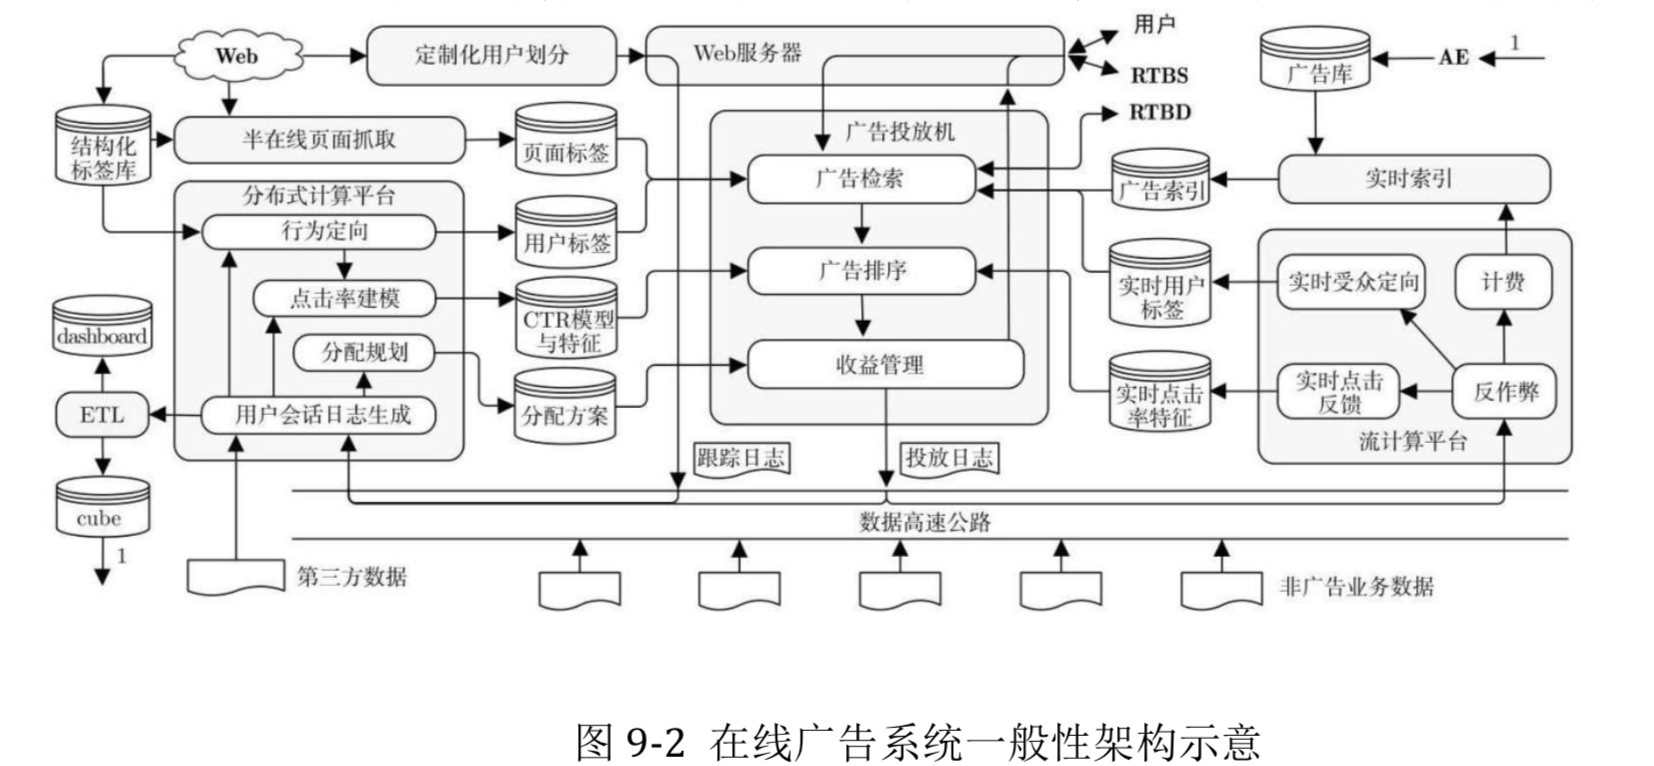 用户
Web
定制化用户划分
Web服务器
广告库
AE
1
RTBS
RTBD
结构化
标签库
半在线页面抓取
页面标签
广告投放机
广告检索
广告索引
实时索引
分布式计算平台
行为定向
用户标签
广告排序
实时用户
标签
实时受众定向
计费
点击率建模
CTR模型
与特征
dashboard
分配规划
收益管理
实时点击
率特征
实时点击
反馈
反作弊
ETL
用户会话日志生成
分配方案
流计算平台
跟踪日志
投放日志
cube
数据高速公路
1
第三方数据
非广告业务数据
图 9-2 在线广告系统一般性架构示意